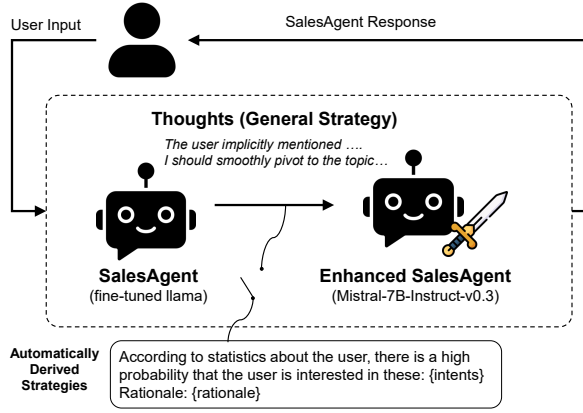 User Input
SalesAgent Response
Thoughts (General Strategy)
The user implicitly mentioned ….
I should smoothly pivot to the topic…
SalesAgent
(fine-tuned llama)
Enhanced SalesAgent
(Mistral-7B-Instruct-v0.3)
Automatically
Derived
Strategies
According to statistics about the user, there is a high
probability that the user is interested in these: {intents}
Rationale: {rationale}